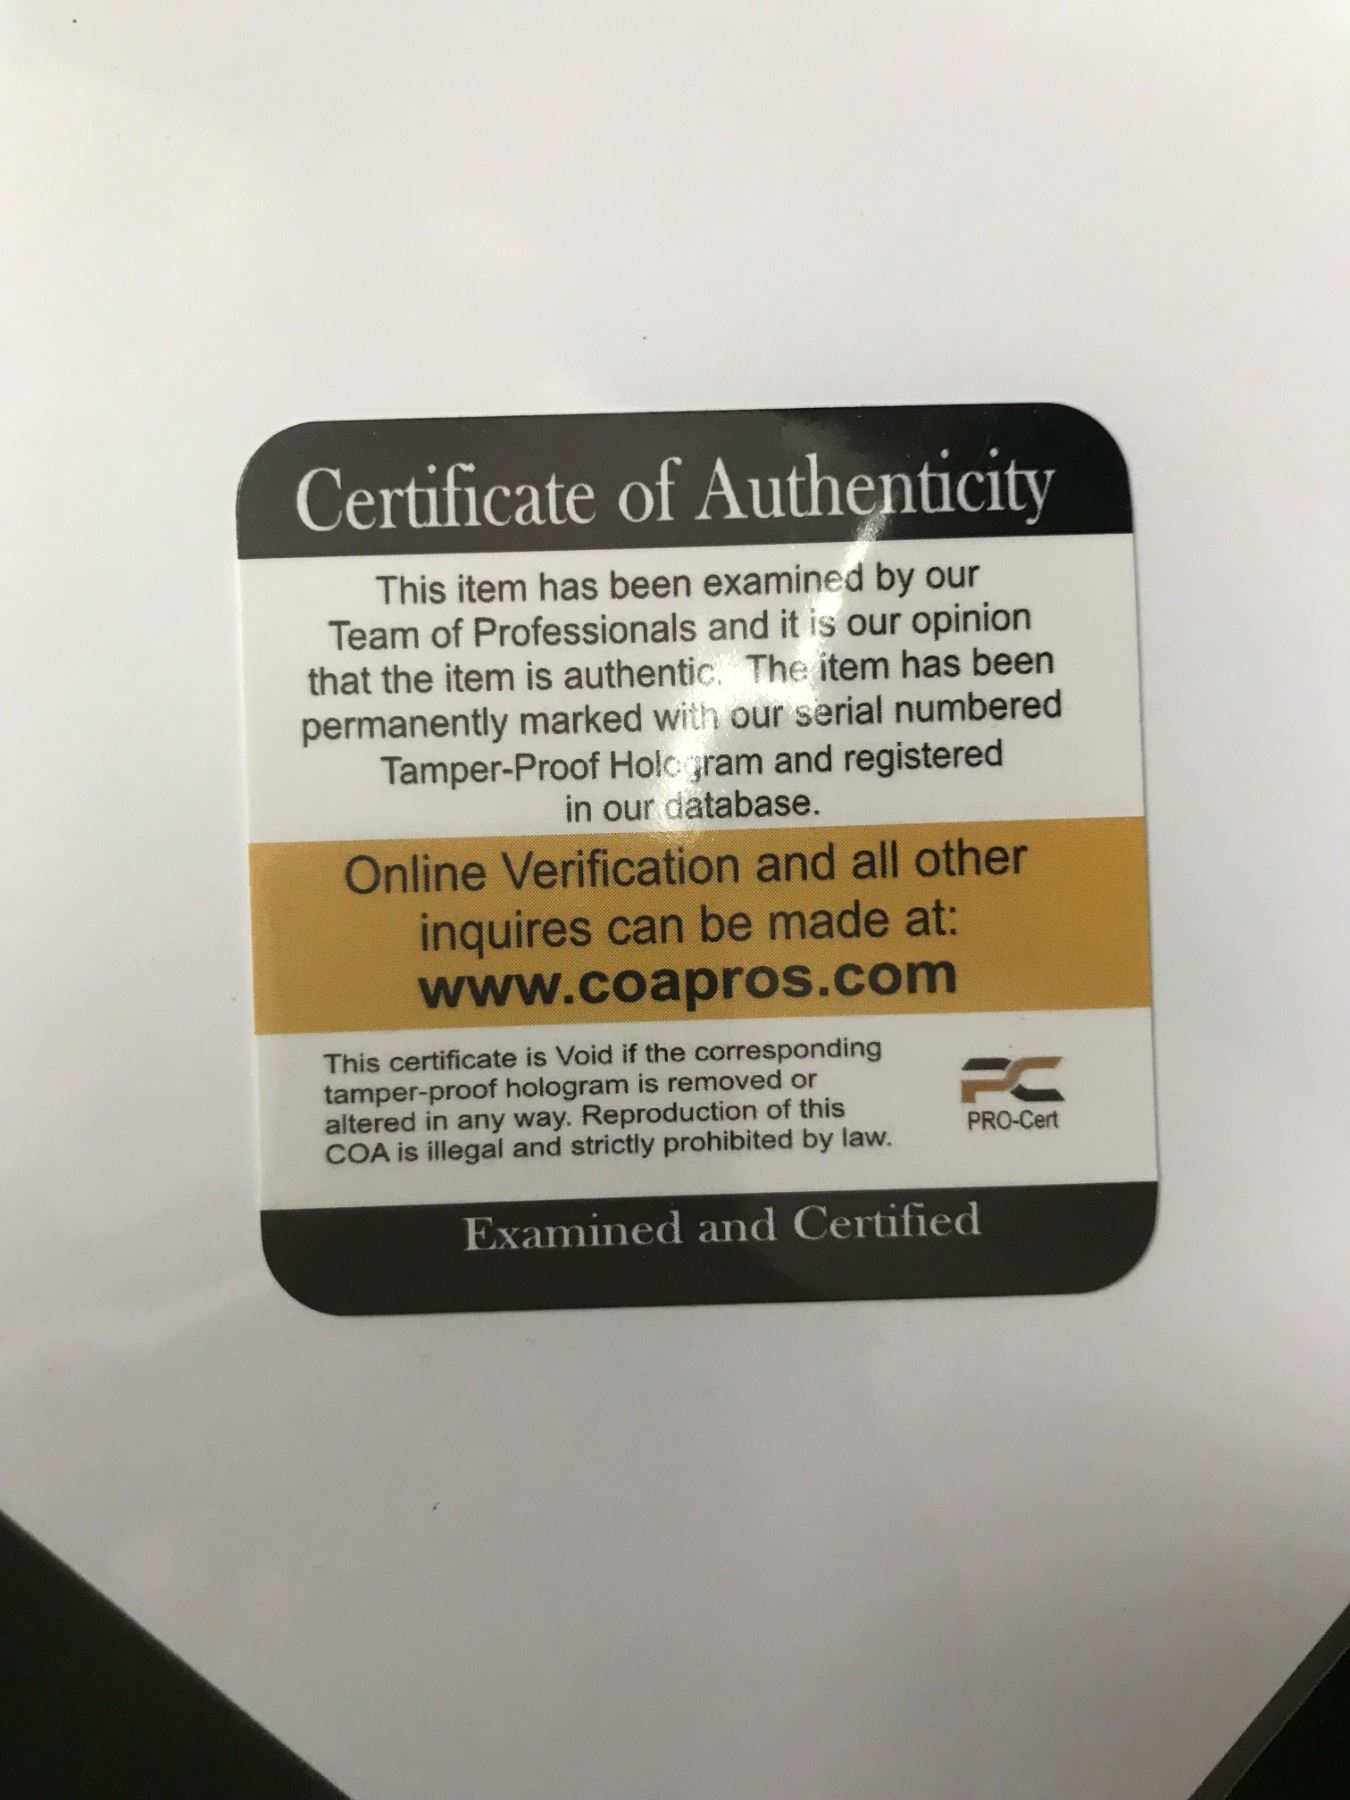 Certificate of Authenticity
This item has been examined by our
Team of Professionals and it is our opinion
that the item is authentic. The item has been
permanently marked with our serial numbered
Tamper-Proof Hologram and registered
in our database.
Online Verification and all other
inquires can be made at:
www.coapros.com
This certificate is Void if the corresponding
tamper-proof hologram is removed or
altered in any way. Reproduction of this
COA is illegal and strictly prohibited by law.
PC
PRO-Cert
Examined and Certified